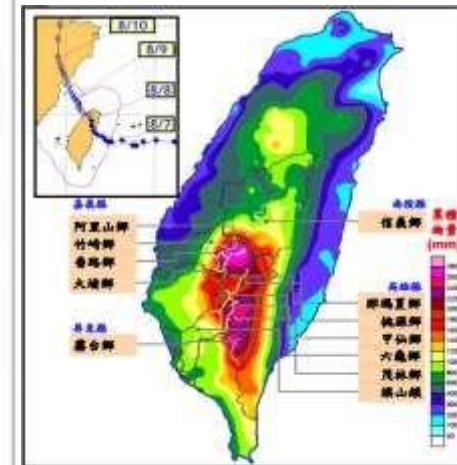 8/10
8/9
8/8
8/7
嘉義縣
阿里山鄉
竹崎鄉
番路鄉
大埔鄉
屏東縣
霧台鄉
南投縣
信義鄉
累積
雨量
(mm)
高雄縣
那瑪夏鄉
桃源鄉
甲仙鄉
六龜鄉
茂林鄉
旗山鎮